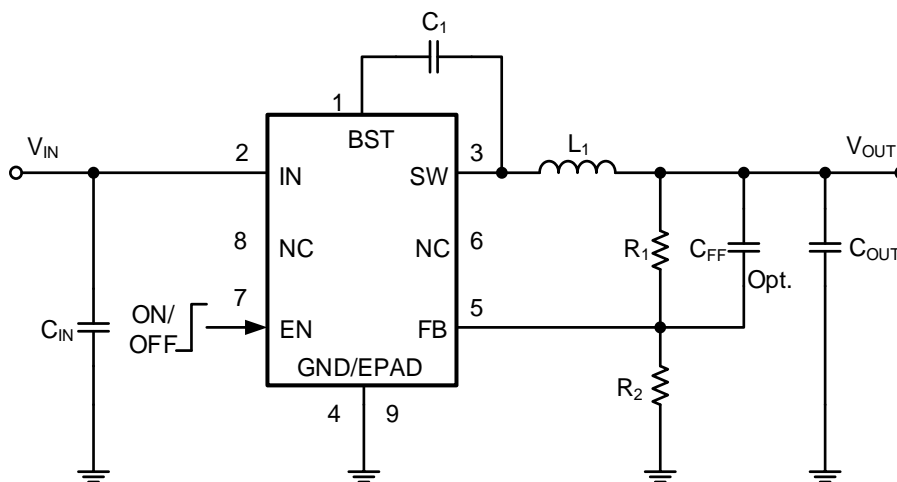 C1
1
BST
VIN
2
IN
SW
3
L1
VOUT
8
NC
NC
6
R1
CFF
Opt.
COUT
7
ON/
OFF
EN
FB
5
CIN
GND/EPAD
4
9
R2